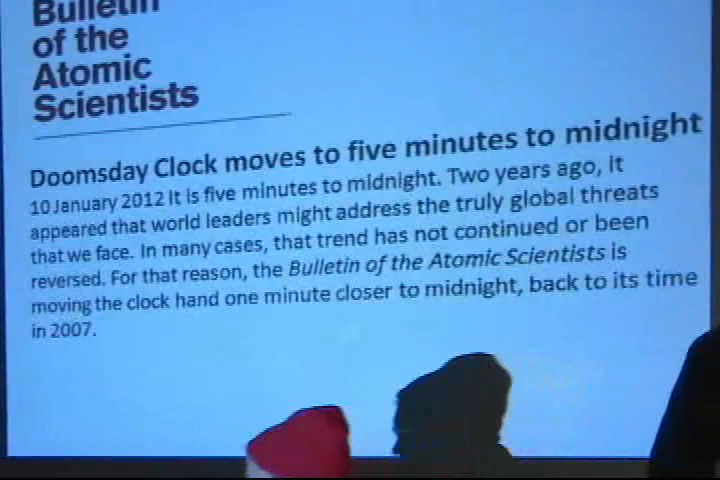 Bulletin
of the
Atomic
Scientists
Doomsday Clock moves to five minutes to midnight
10 January 2012 It is five minutes to midnight. Two years ago, it
appeared that world leaders might address the truly global threats
that we face. In many cases, that trend has not continued or been
reversed. For that reason, the Bulletin of the Atomic Scientists is
moving the clock hand one minute closer to midnight, back to its time
in 2007.